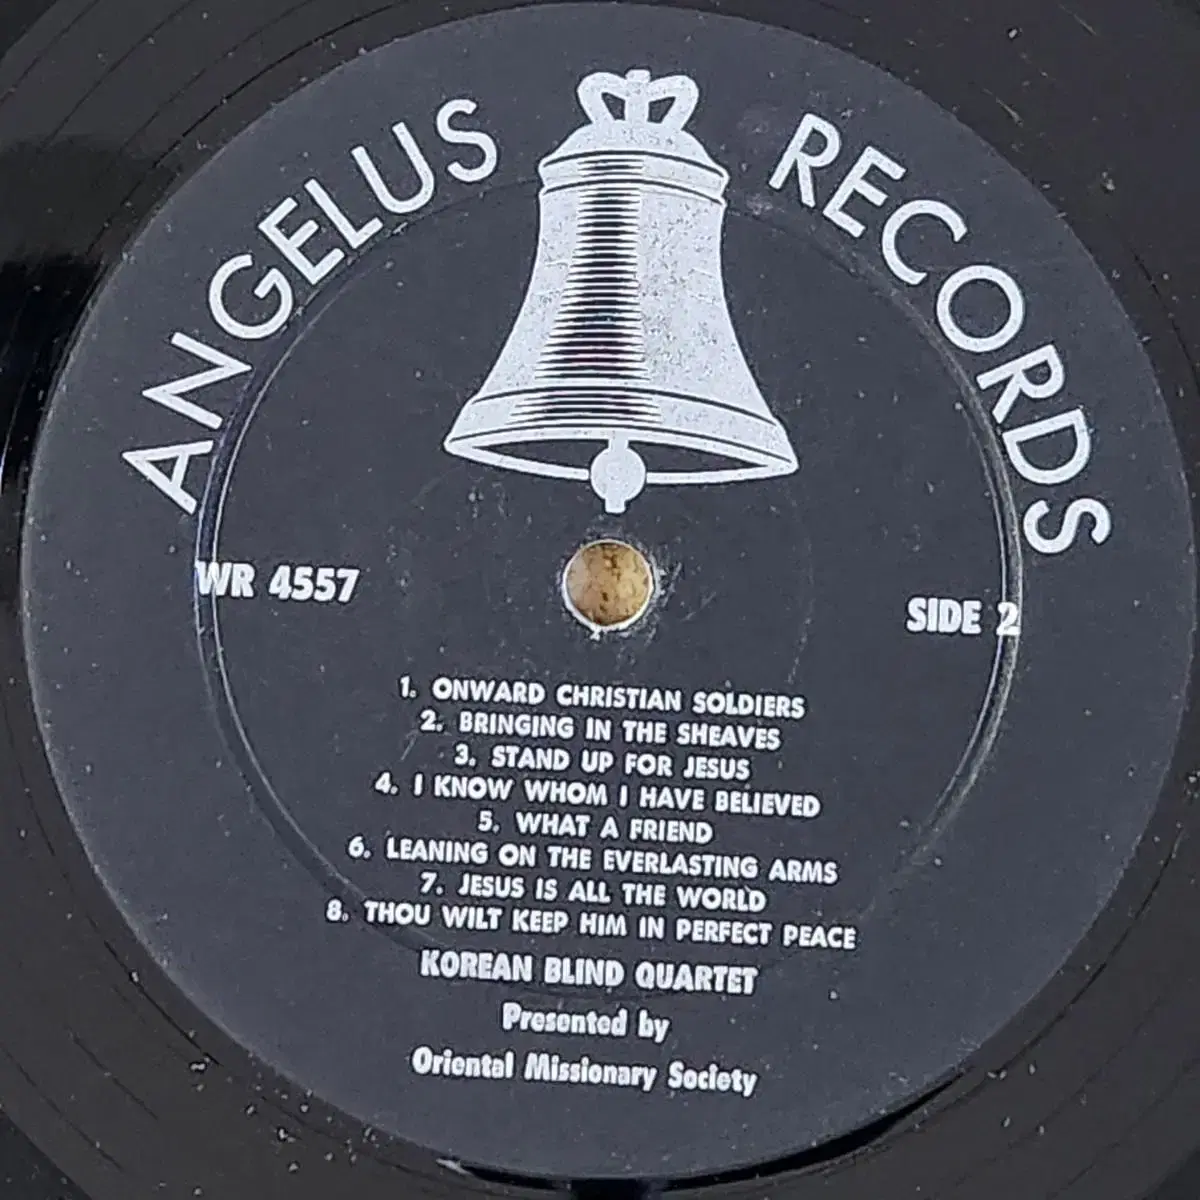 ANGELUS RECORDS
WR 4557
SIDE 2
1. ONWARD CHRISTIAN SOLDIERS
2. BRINGING IN THE SHEAVES
3. STAND UP FOR JESUS
4. I KNOW WHOM I HAVE BELIEVED
5. WHAT A FRIEND
6. LEANING ON THE EVERLASTING ARMS
7. JESUS IS ALL THE WORLD
8. THOU WILT KEEP HIM IN PERFECT PEACE
KOREAN BLIND QUARTET
Presented by
Oriental Missionary Society